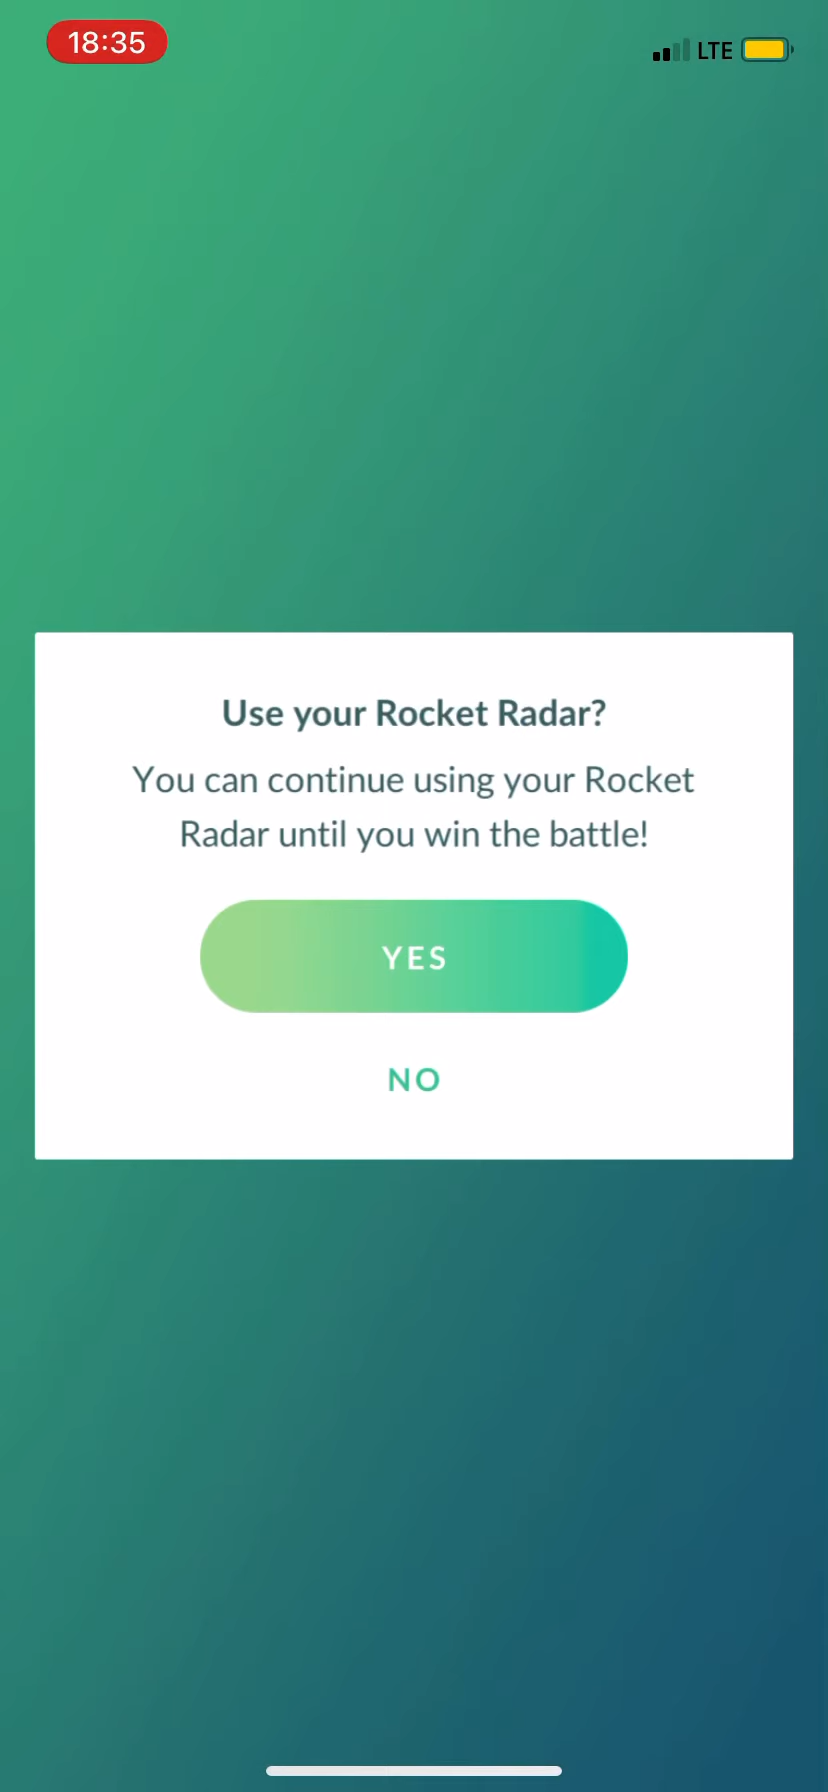 18:35
LTE
Use your Rocket Radar?
You can continue using your Rocket
Radar until you win the battle!
YES
NO